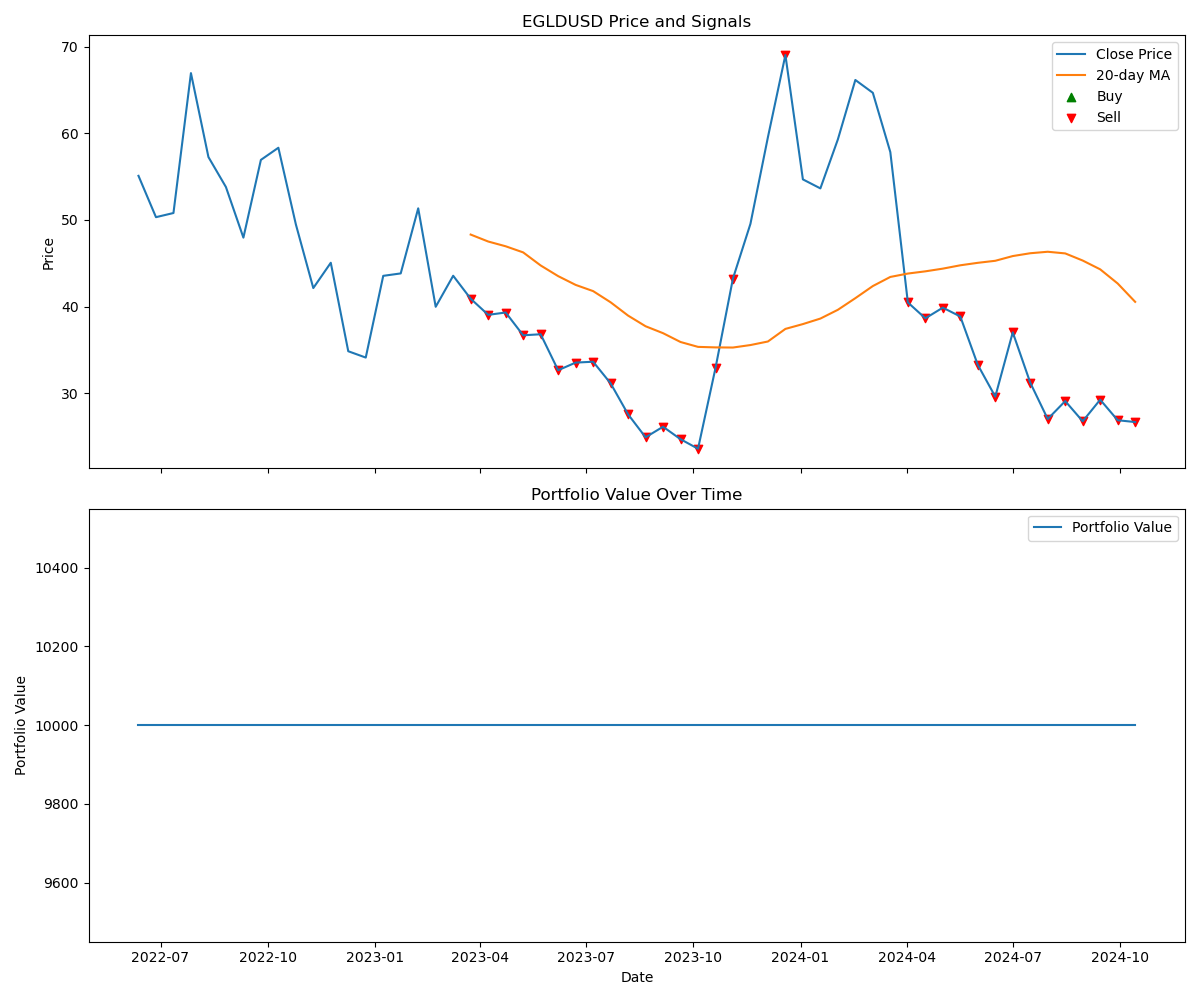 EGLDUSD Price and Signals
70
60
50
40
30
Price
Close Price
20-day MA
Buy
Sell
Portfolio Value Over Time
10400
10200
10000
9800
9600
Portfolio Value
Portfolio Value
2022-07
2022-10
2023-01
2023-04
2023-07
2023-10
2024-01
2024-04
2024-07
2024-10
Date